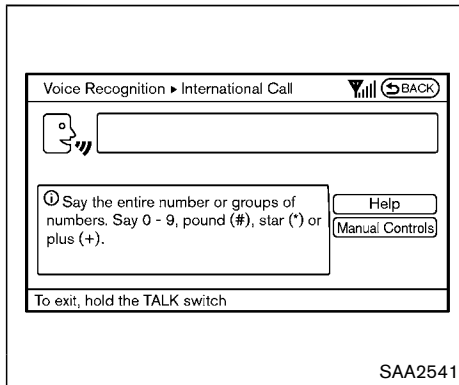 Voice Recognition ▸ International Call
BACK
Say the entire number or groups of
numbers. Say 0 - 9, pound (#), star (*) or
plus (+).
Help
Manual Controls
To exit, hold the TALK switch
SAA2541